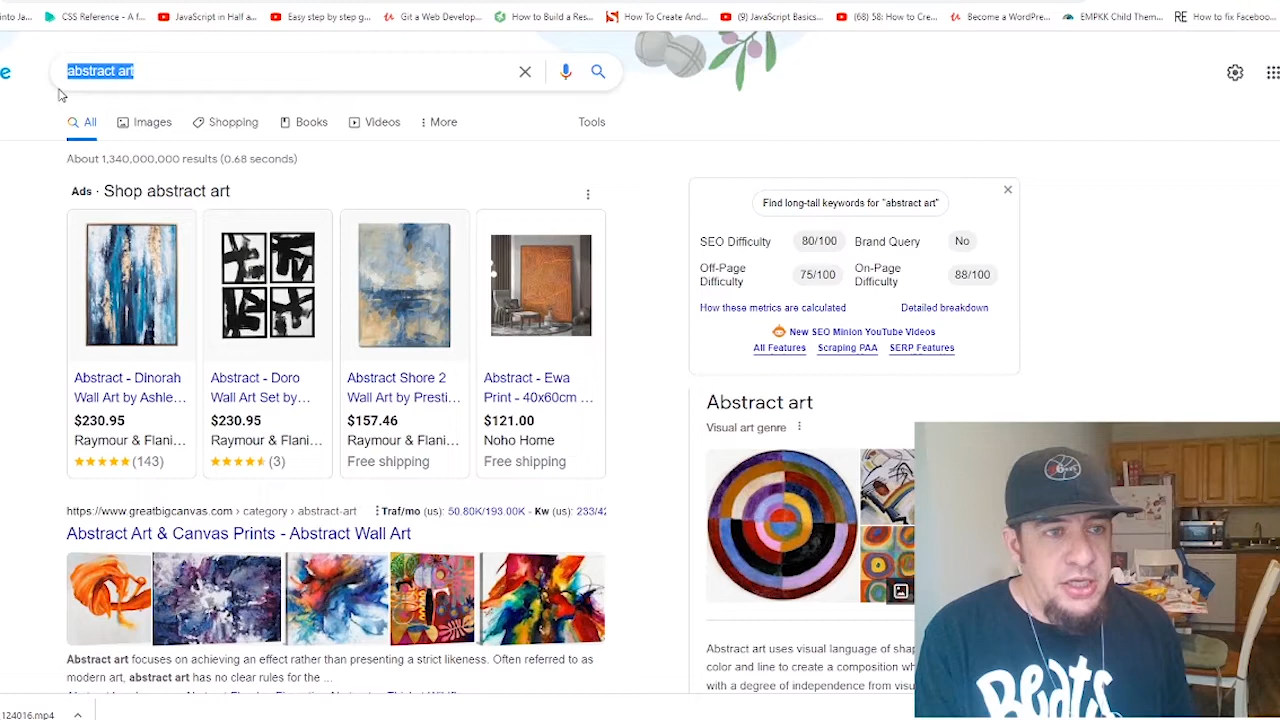 into Ja...
CSS Reference - A f...
JavaScript in Half a...
Easy step by step g...
Git a Web Develop...
How to Build a Res...
How To Create And...
(9) JavaScript Basics...
(68) 58: How to Cre...
Become a WordPre...
EMPKK Child Them...
RE How to fix Faceboo...
e
abstract art
All
Images
Shopping
Books
Videos
More
Tools
About 1,340,000,000 results (0.68 seconds)
Ads · Shop abstract art
Abstract - Dinorah
Wall Art by Ashle...
$230.95
Raymour & Flani...
(143)
Abstract - Doro
Wall Art Set by...
$230.95
Raymour & Flani...
(3)
Abstract Shore 2
Wall Art by Presti...
$157.46
Raymour & Flani...
Free shipping
Abstract - Ewa
Print - 40x60cm ...
$121.00
Noho Home
Free shipping
https://www.greatbigcanvas.com › category › abstract-art
Traf/mo (us): 50.80K/193.00K - Kw (us): 233/42
Abstract Art & Canvas Prints - Abstract Wall Art
Abstract art focuses on achieving an effect rather than presenting a strict likeness. Often referred to as
modern art, abstract art has no clear rules for the ...
Find long-tail keywords for "abstract art"
SEO Difficulty 80/100 Brand Query No
Off-Page Difficulty 75/100 On-Page Difficulty 88/100
How these metrics are calculated
Detailed breakdown
New SEO Minion YouTube Videos
All Features
Scraping PAA
SERP Features
Abstract art
Visual art genre
Abstract art uses visual language of shap
color and line to create a composition wh
with a degree of independence from visu
Beats
_124016.mp4